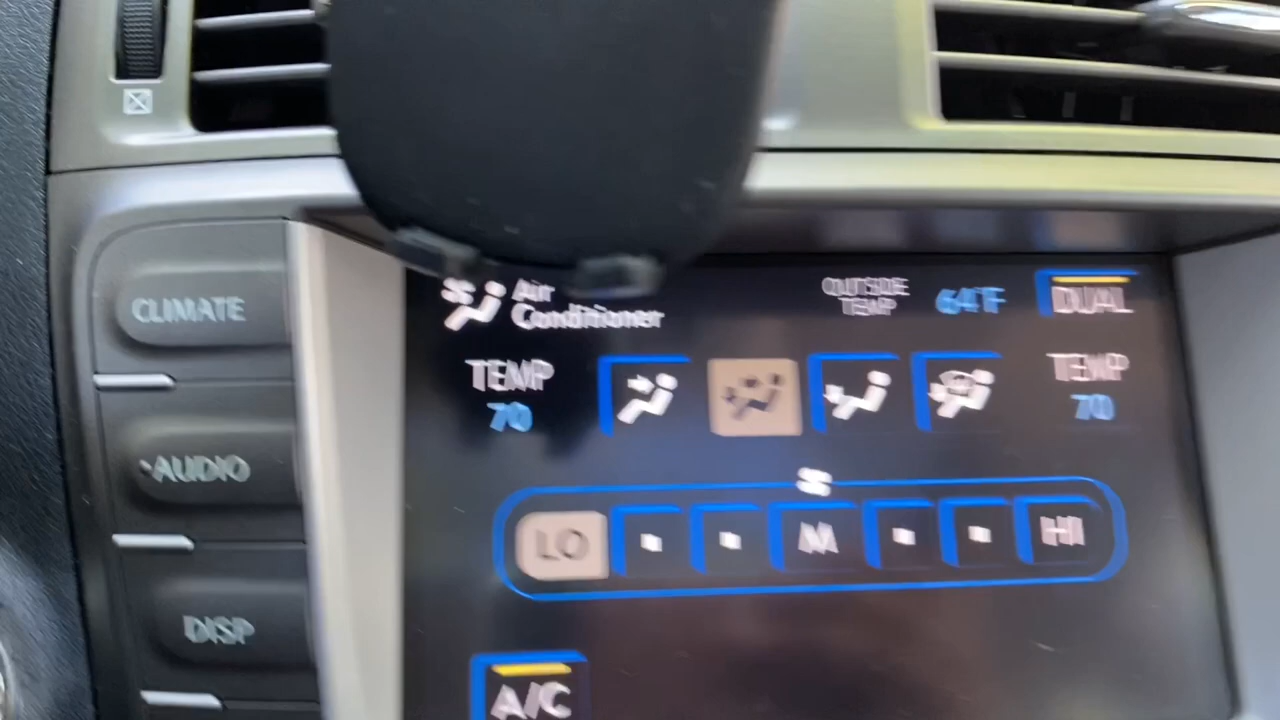 CLIMATE
AUDIO
DISP
Air
Conditioner
OUTSIDE
TEMP
64°F
DUAL
TEMP
70
TEMP
70
LO
M
HI
A/C